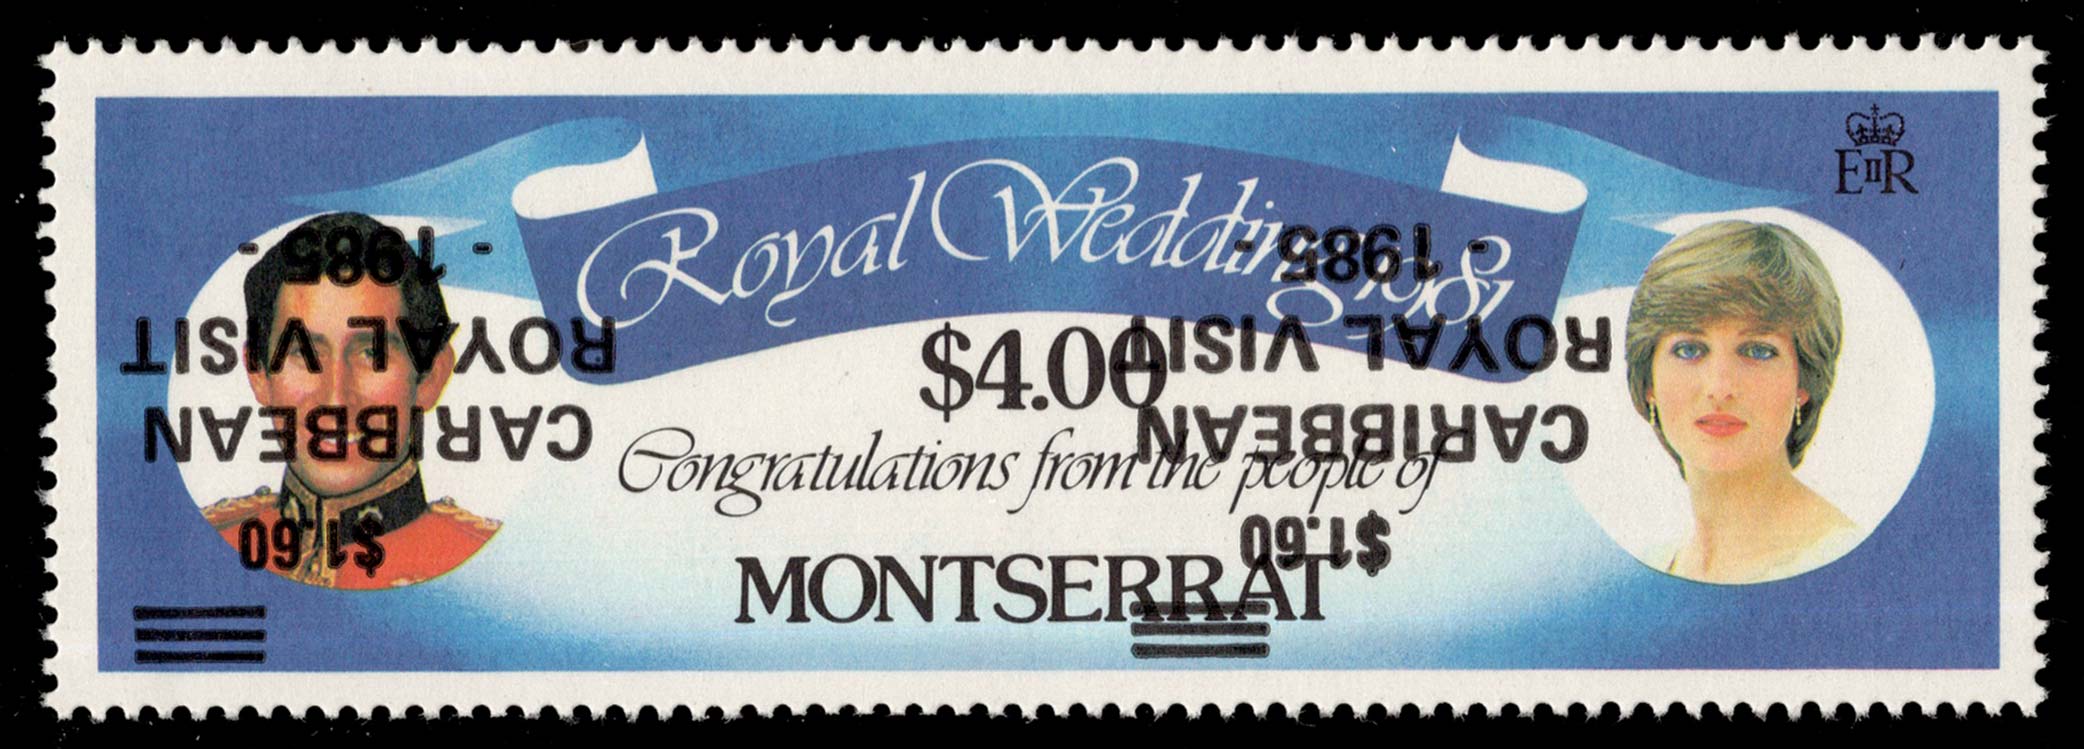 EIIR
Royal Wedding 1981
$4.00
Congratulations from the people of
MONTSERRAT
$1.60
CARIBBEAN
ROYAL VISIT
- 1985 -
$1.60
CARIBBEAN
ROYAL VISIT
- 1985 -